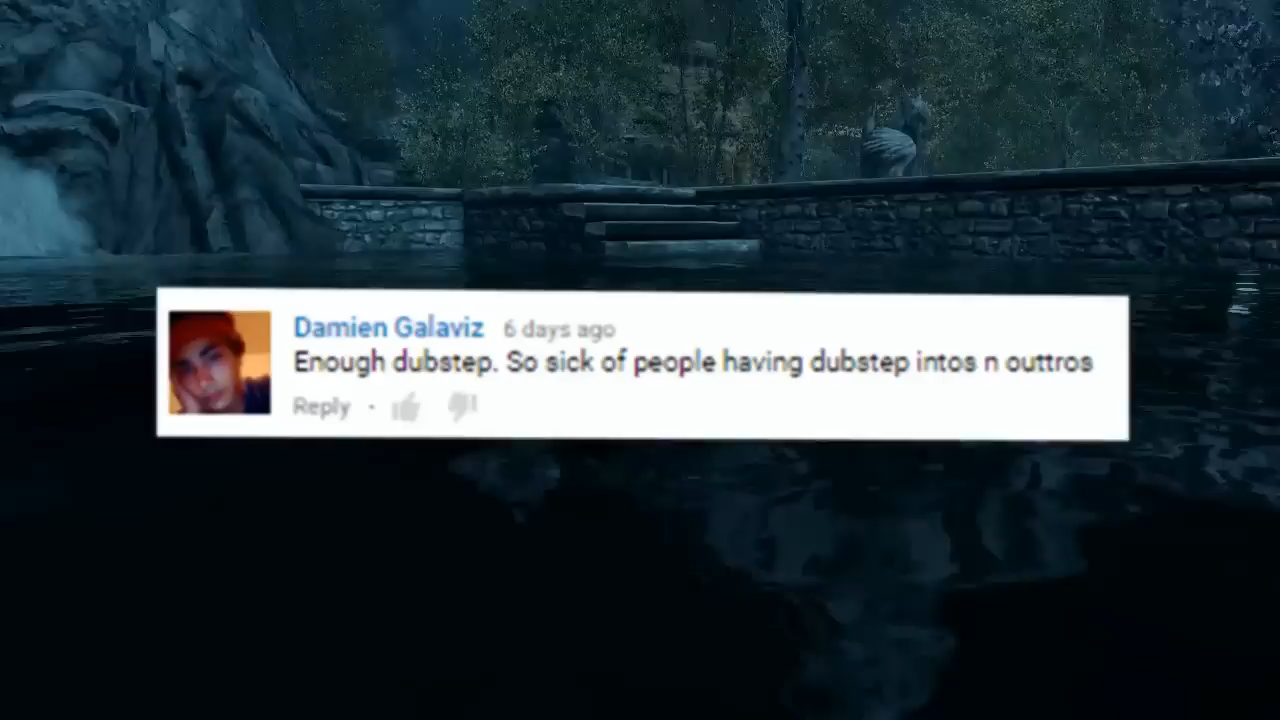 Damien Galaviz 6 days ago
Enough dubstep. So sick of people having dubstep intos n outtros
Reply ·